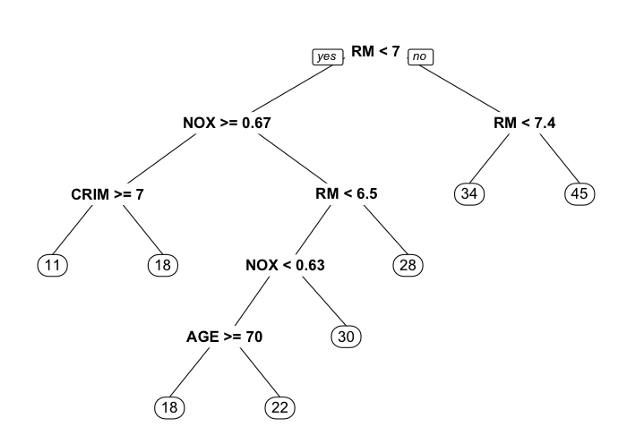 yes RM < 7 no
NOX >= 0.67 RM < 7.4
CRIM >= 7 RM < 6.5 34 45
11 18 NOX < 0.63 28
AGE >= 70 30
18 22